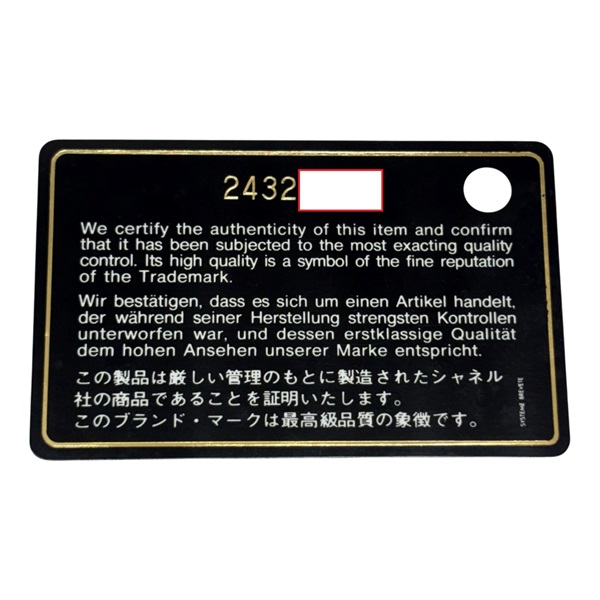 2432
We certify the authenticity of this item and confirm
that it has been subjected to the most exacting quality
control. Its high quality is a symbol of the fine reputation
of the Trademark.
Wir bestätigen, dass es sich um einen Artikel handelt,
der während seiner Herstellung strengsten Kontrollen
unterworfen war, und dessen erstklassige Qualität
dem hohen Ansehen unserer Marke entspricht.
この製品は厳しい管理のもとに製造されたシャネル
社の商品であることを証明いたします。
このブランド・マークは最高級品質の象徴です。
SYSTEME BREVETE